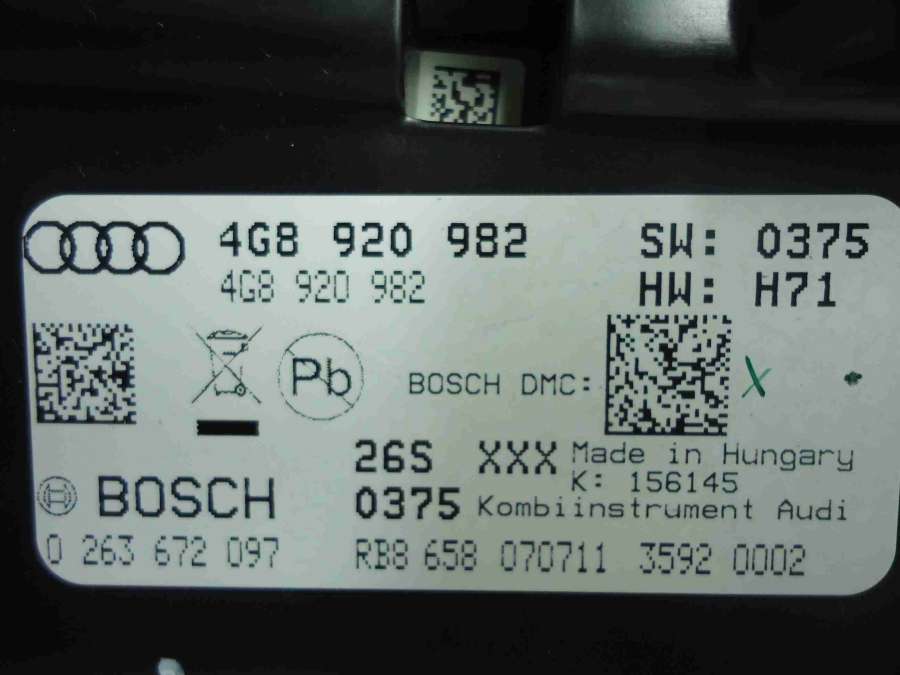 4G8 920 982 SW: 0375
4G8 920 982 HW: H71
Pb BOSCH DMC: X
26S XXX Made in Hungary
K: 156145
BOSCH 0375 Kombiinstrument Audi
0 263 672 097 RB8 658 070711 3592 0002